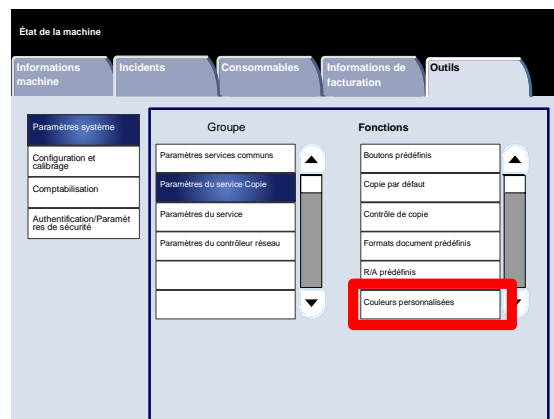 État de la machine
Informations
machine
Incidents
Consommables
Informations de
facturation
Outils
Paramètres système
Configuration et
calibrage
Comptabilisation
Authentification/Paramèt
res de sécurité
Groupe
Paramètres services communs
Paramètres du service Copie
Paramètres du service
Paramètres du contrôleur réseau
Fonctions
Boutons prédéfinis
Copie par défaut
Contrôle de copie
Formats document prédéfinis
R/A prédéfinis
Couleurs personnalisées